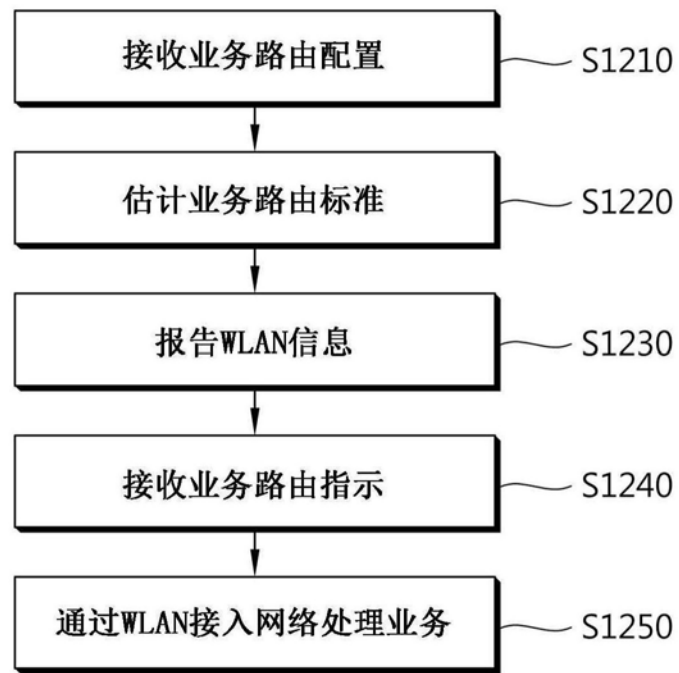 接收业务路由配置 S1210
估计业务路由标准 S1220
报告WLAN信息 S1230
接收业务路由指示 S1240
通过WLAN接入网络处理业务 S1250